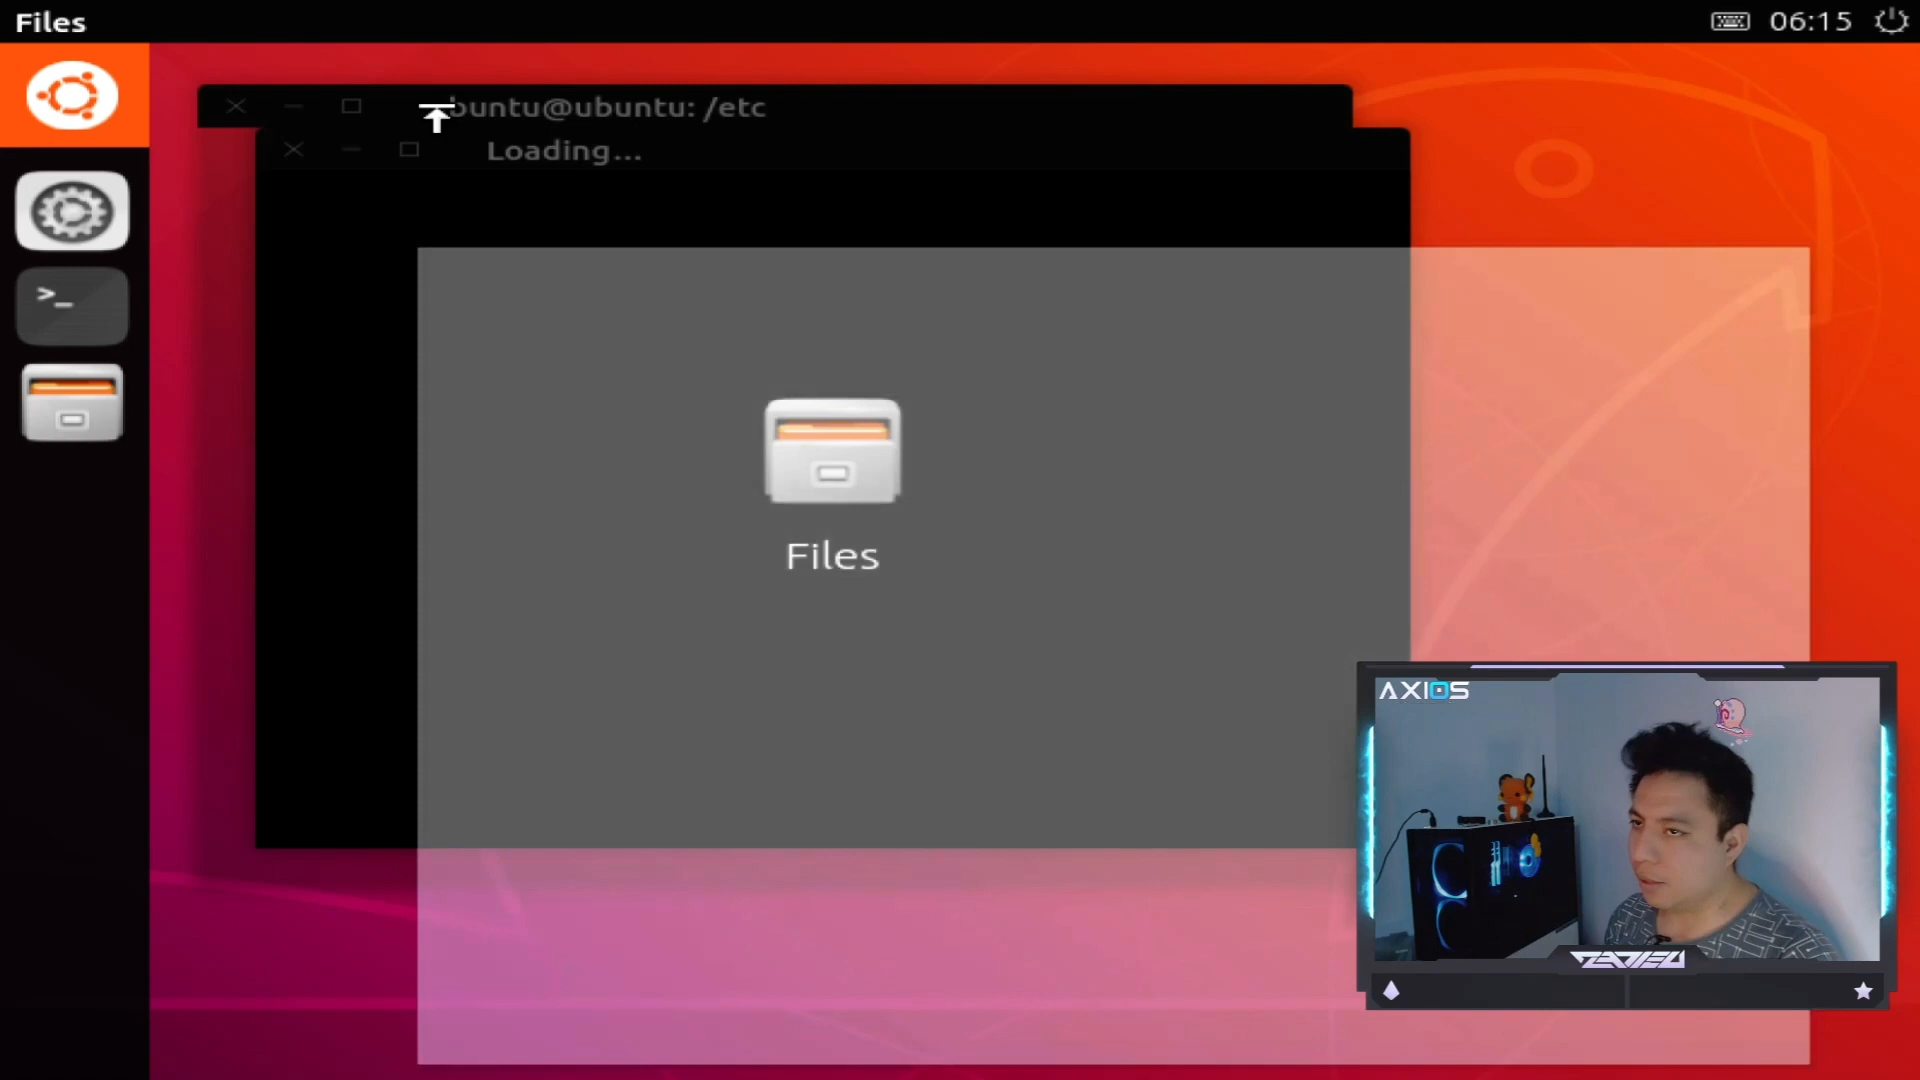 Files
06:15
buntu@ubuntu: /etc
Loading...
>_
Files
AXIOS